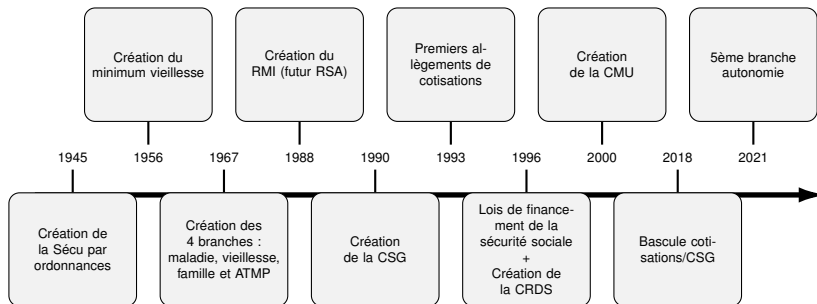 Création du
minimum vieillesse
Création du
RMI (futur RSA)
Premiers al-
lègements de
cotisations
Création
de la CMU
5ème branche
autonomie
1945
1956
1967
1988
1990
1993
1996
2000
2018
2021
Création de
la Sécu par
ordonnances
Création des
4 branches :
maladie, vieillesse,
famille et ATMP
Création
de la CSG
Lois de finance-
ment de la
sécurité sociale
+
Création de
la CRDS
Bascule coti-
sations/CSG